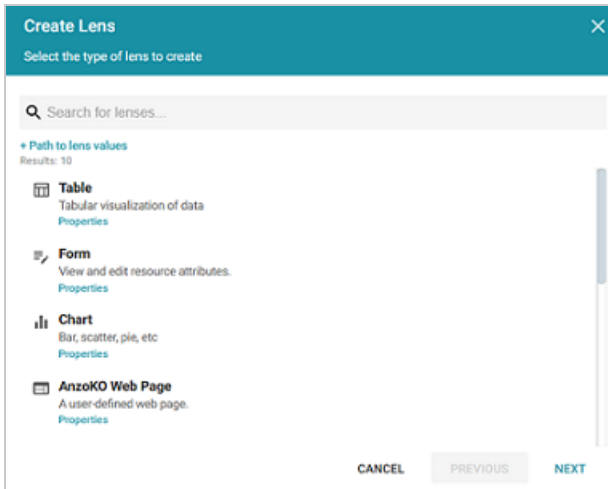 Create Lens
Select the type of lens to create
Search for lenses...
+ Path to lens values
Results: 10
Table
Tabular visualization of data
Properties
Form
View and edit resource attributes.
Properties
Chart
Bar, scatter, pie, etc
Properties
AnzoKO Web Page
A user-defined web page.
Properties
CANCEL PREVIOUS NEXT